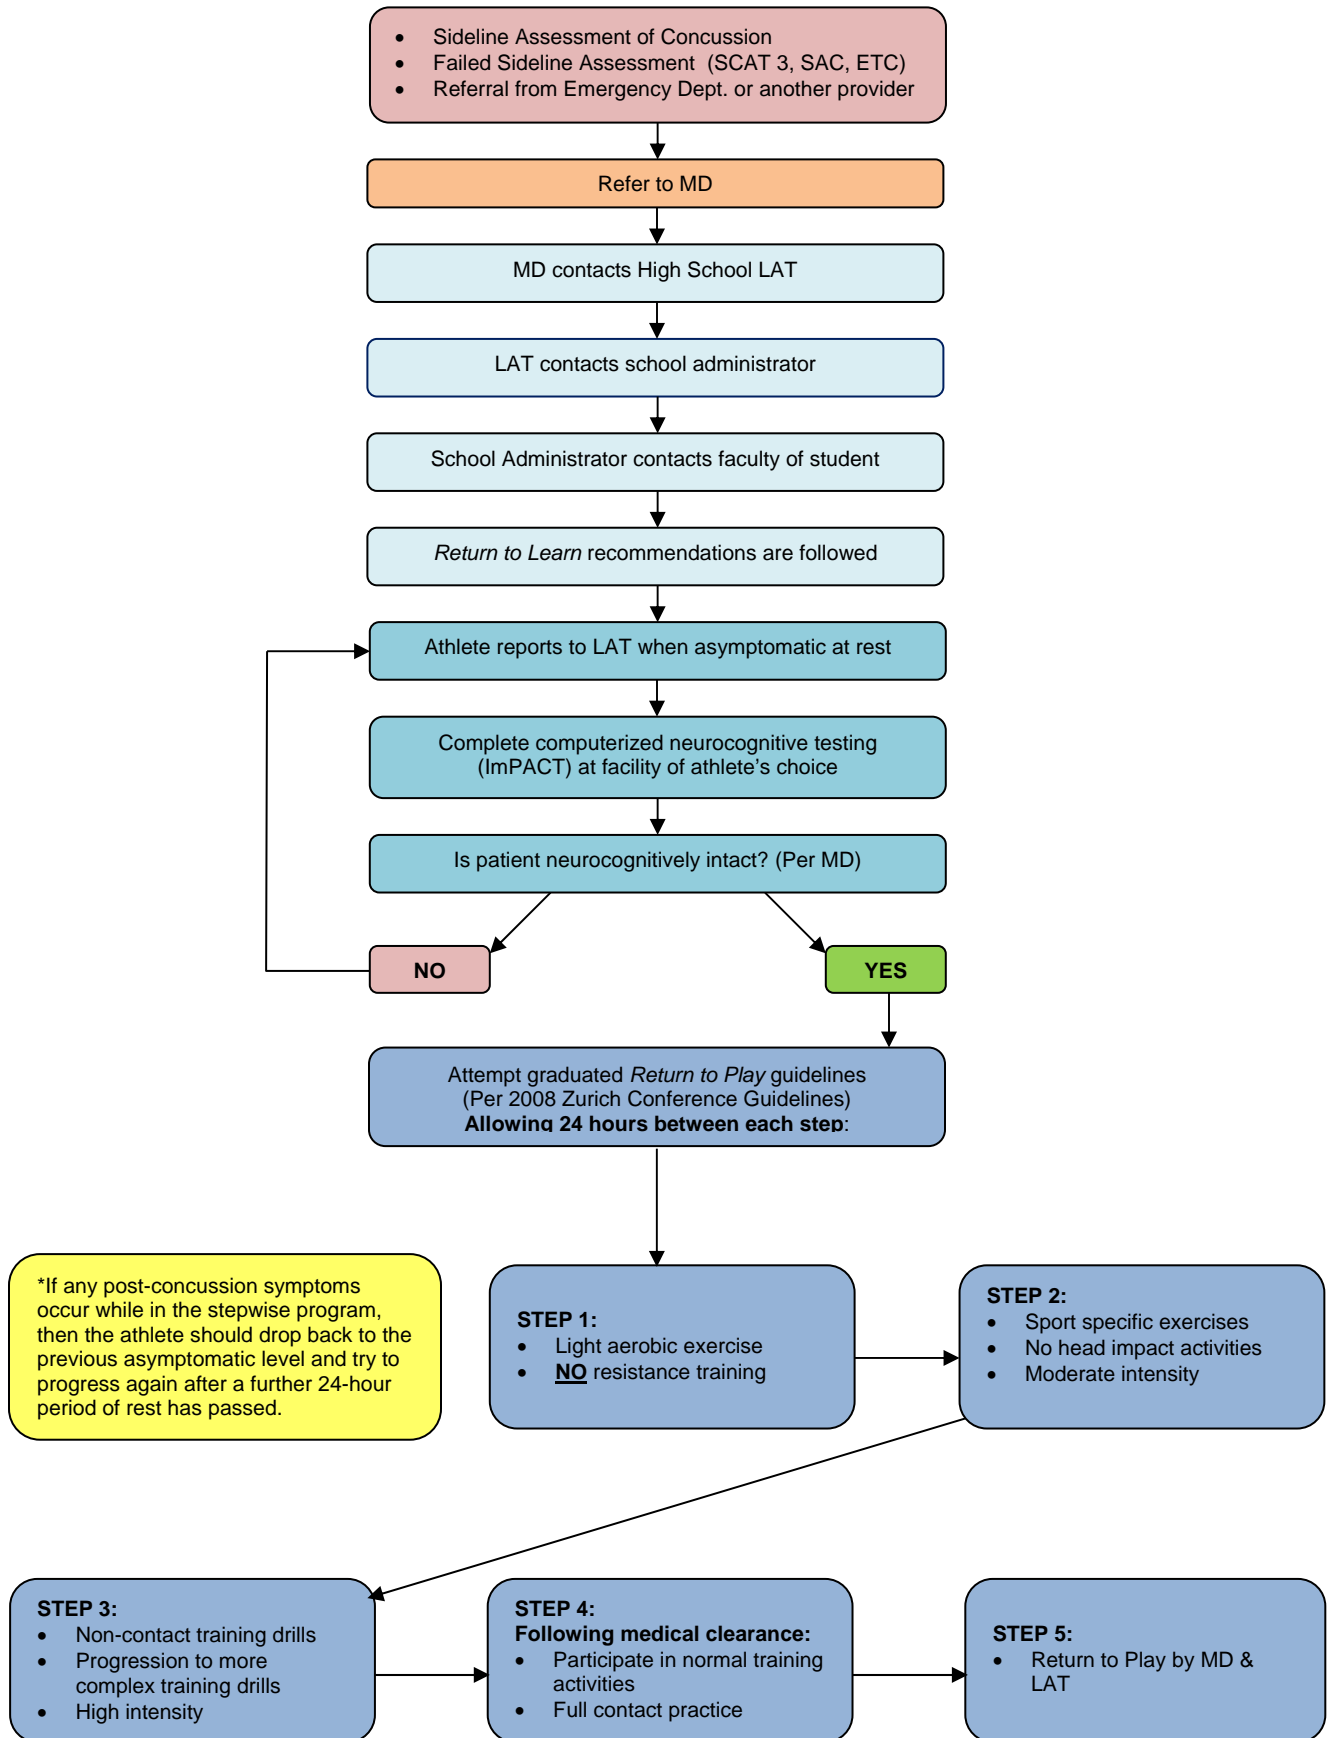 • Sideline Assessment of Concussion
• Failed Sideline Assessment (SCAT 3, SAC, ETC)
• Referral from Emergency Dept. or another provider
Refer to MD
MD contacts High School LAT
LAT contacts school administrator
School Administrator contacts faculty of student
Return to Learn recommendations are followed
Athlete reports to LAT when asymptomatic at rest
Complete computerized neurocognitive testing
(ImPACT) at facility of athlete's choice
Is patient neurocognitively intact? (Per MD)
NO
YES
Attempt graduated Return to Play guidelines
(Per 2008 Zurich Conference Guidelines)
Allowing 24 hours between each step:
*If any post-concussion symptoms
occur while in the stepwise program,
then the athlete should drop back to the
previous asymptomatic level and try to
progress again after a further 24-hour
period of rest has passed.
STEP 1:
• Light aerobic exercise
• NO resistance training
STEP 2:
• Sport specific exercises
• No head impact activities
• Moderate intensity
STEP 3:
• Non-contact training drills
• Progression to more
complex training drills
• High intensity
STEP 4:
Following medical clearance:
• Participate in normal training
activities
• Full contact practice
STEP 5:
• Return to Play by MD &
LAT